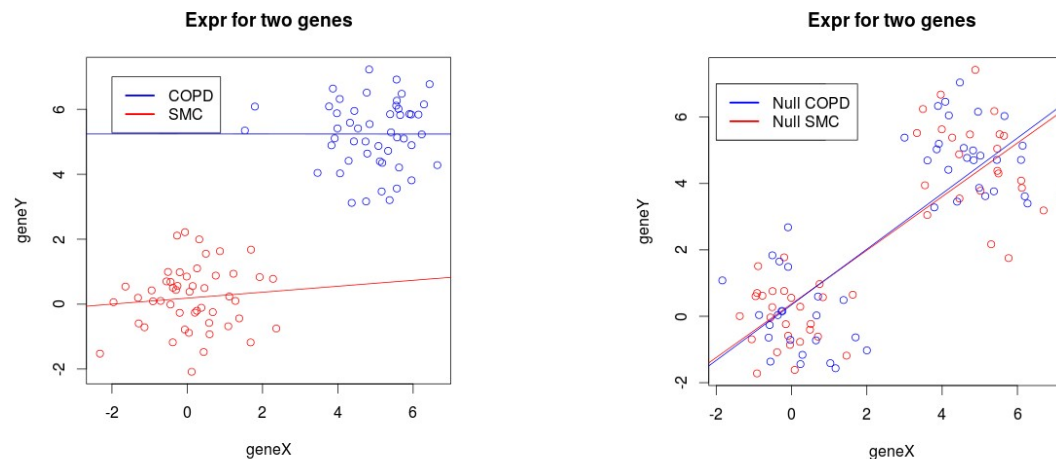 Expr for two genes
COPD
SMC
6
4
2
0
-2
geneY
-2 0 2 4 6
geneX
Expr for two genes
Null COPD
Null SMC
6
4
2
0
-2
geneY
-2 0 2 4 6
geneX